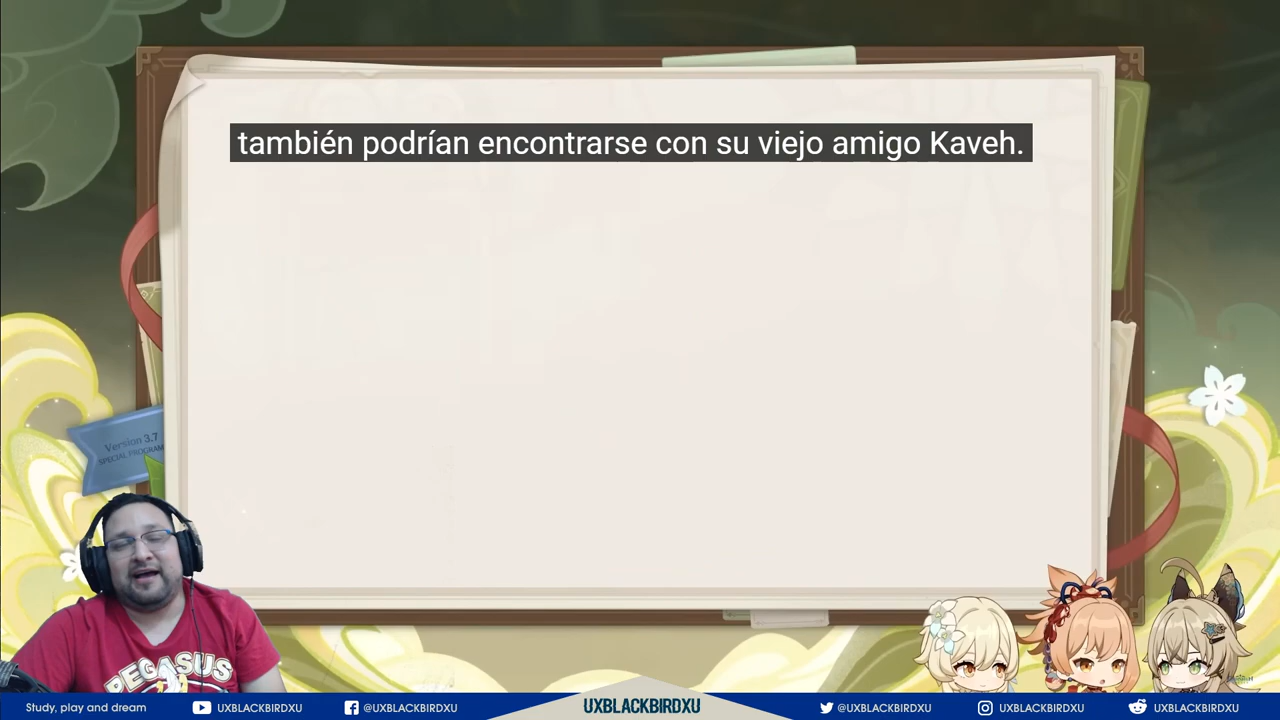 también podrían encontrarse con su viejo amigo Kaveh.
Version 3.7
SPECIAL PROGRAM
PEGASUS
Study, play and dream
UXBLACKBIRDXU
@UXBLACKBIRDXU
UXBLACKBIRDXU
@UXBLACKBIRDXU
UXBLACKBIRDXU
UXBLACKBIRDXU